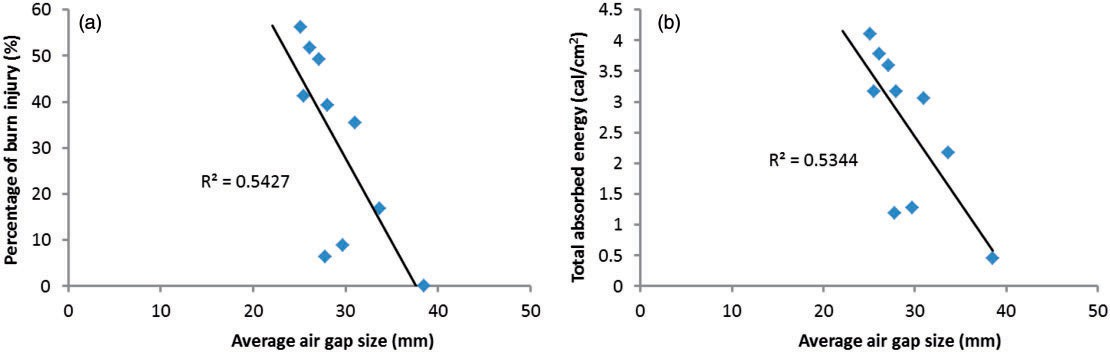 (a)
Percentage of burn injury (%)
60
50
40
30
20
10
0
R² = 0.5427
0 10 20 30 40 50
Average air gap size (mm)
(b)
Total absorbed energy (cal/cm²)
4.5
4
3.5
3
2.5
2
1.5
1
0.5
0
R² = 0.5344
0 10 20 30 40 50
Average air gap size (mm)